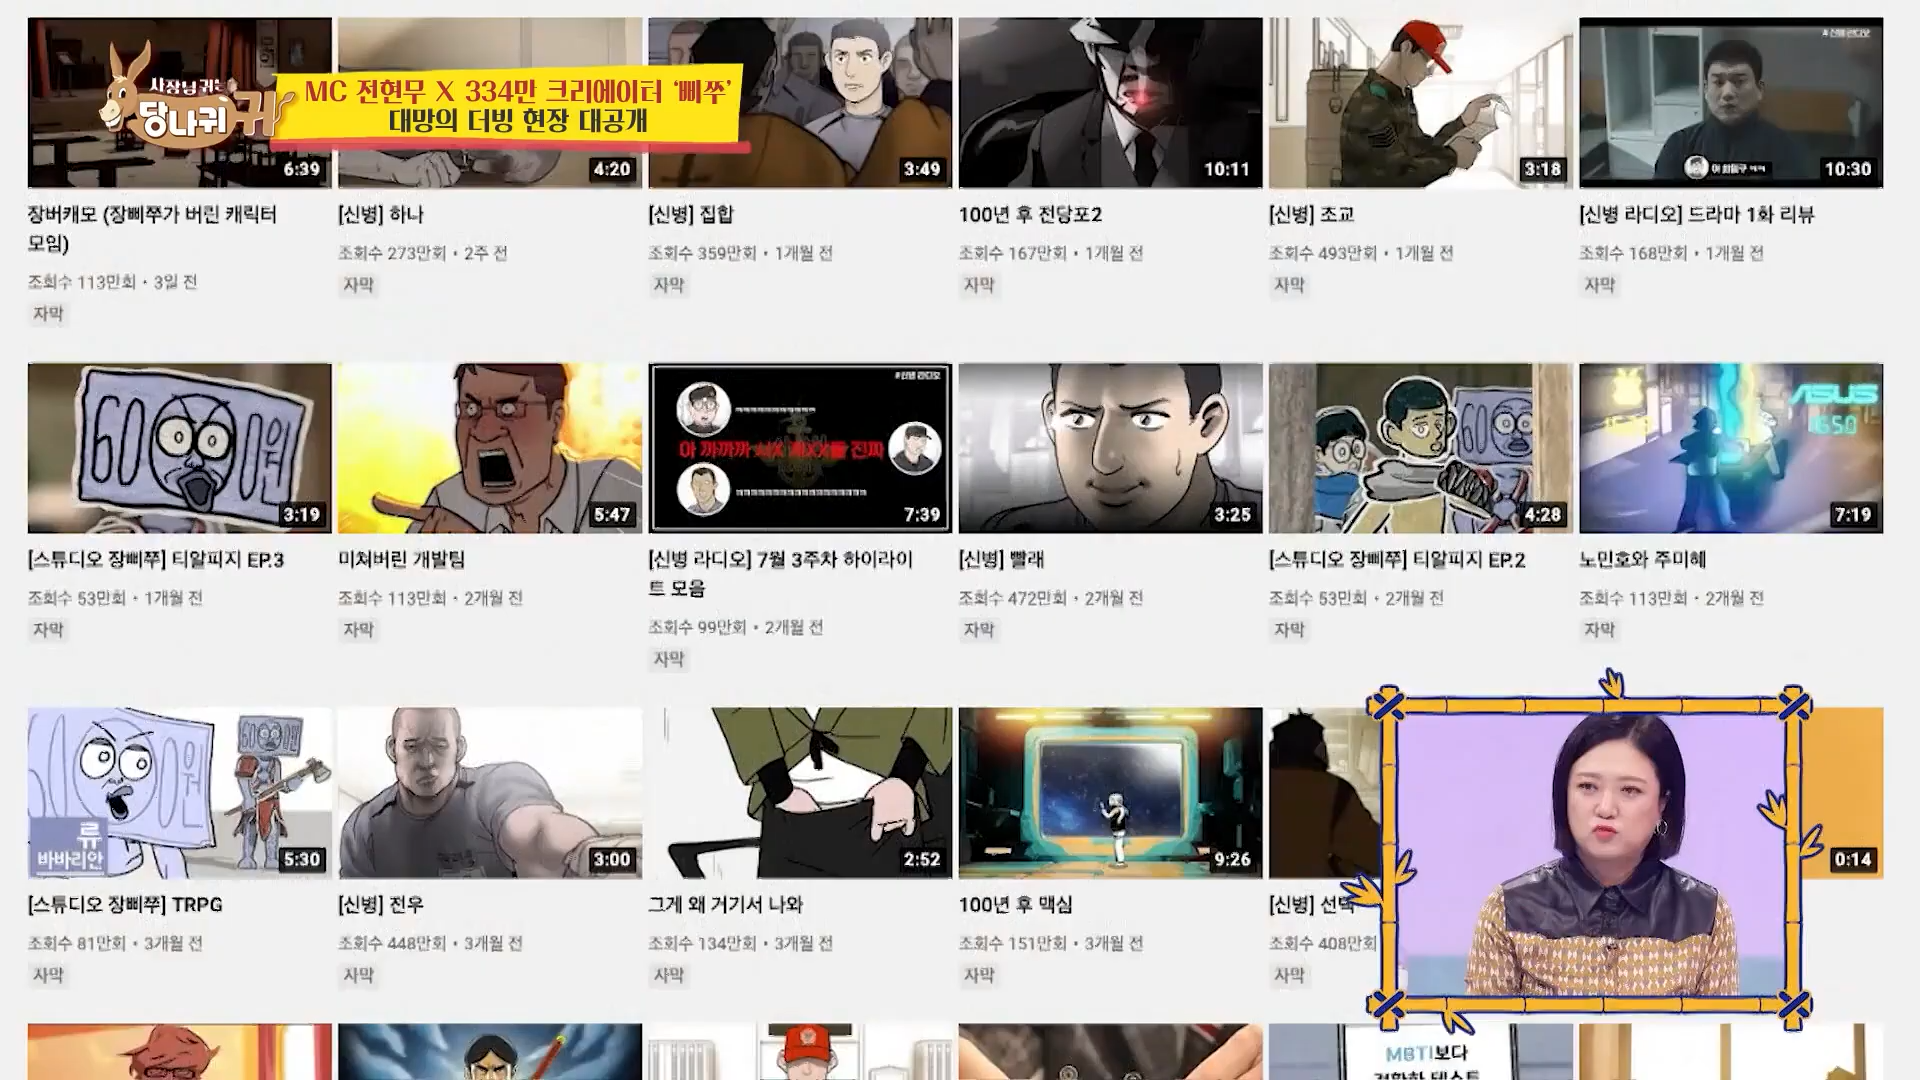 사장님 귀는
당나귀 귀
MC 전현무 X 334만 크리에이터 '삐쭈'
대망의 더빙 현장 대공개
#신병 라디오
6:39
4:20
3:49
10:11
3:18
10:30
장버캐모 (장삐쭈가 버린 캐릭터
모임)
조회수 113만회 • 3일 전
자막
[신병] 하나
조회수 273만회 • 2주 전
자막
[신병] 집합
조회수 359만회 • 1개월 전
자막
100년 후 전당포2
조회수 167만회 • 1개월 전
자막
[신병] 조교
조회수 493만회 • 1개월 전
자막
[신병 라디오] 드라마 1화 리뷰
조회수 168만회 • 1개월 전
자막
600원
3:19
5:47
#신병 라디오
7:39
3:25
600
4:28
ASUS
1650
7:19
[스튜디오 장삐쭈] 티알피지 EP.3
조회수 53만회 • 1개월 전
자막
미쳐버린 개발팀
조회수 113만회 • 2개월 전
자막
[신병 라디오] 7월 3주차 하이라이
트 모음
조회수 99만회 • 2개월 전
자막
[신병] 빨래
조회수 472만회 • 2개월 전
자막
[스튜디오 장삐쭈] 티알피지 EP.2
조회수 53만회 • 2개월 전
자막
노민호와 주미혜
조회수 113만회 • 2개월 전
자막
류
바바리안
5:30
3:00
2:52
9:26
0:14
[스튜디오 장삐쭈] TRPG
조회수 81만회 • 3개월 전
자막
[신병] 전우
조회수 448만회 • 3개월 전
자막
그게 왜 거기서 나와
조회수 134만회 • 3개월 전
자막
100년 후 맥심
조회수 151만회 • 3개월 전
자막
[신병] 선택
조회수 408만회
자막
MBTI보다